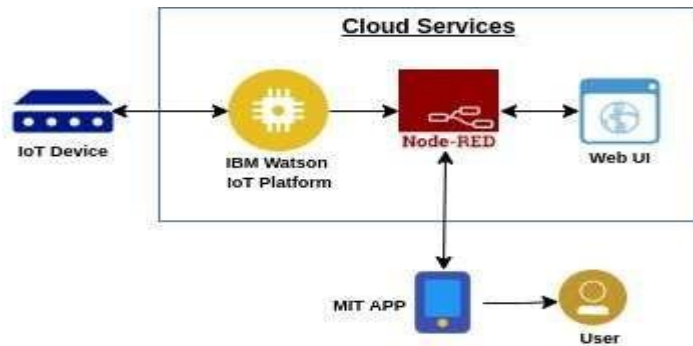 Cloud Services
IoT Device
IBM Watson
IoT Platform
Node-RED
Web UI
MIT APP
User